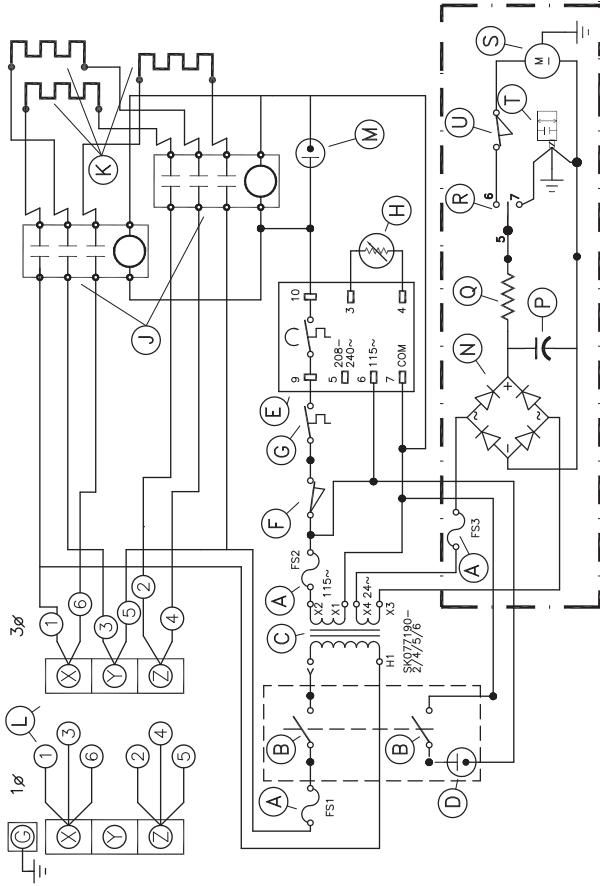 G
1ø
L
3ø
X
Y
Z
1
3
6
2
4
5
X
Y
Z
1
6
3
5
2
4
J
K
A
FS1
B
B
D
C
H1
SK077190-
2/4/5/6
X2
115~
X1
X4
24~
X3
A
FS2
F
G
E
9
10
5
208-
240~
6
115~
7
COM
3
4
H
M
A
FS3
N
~
+
-
~
P
Q
R
5
6
7
U
T
S
M